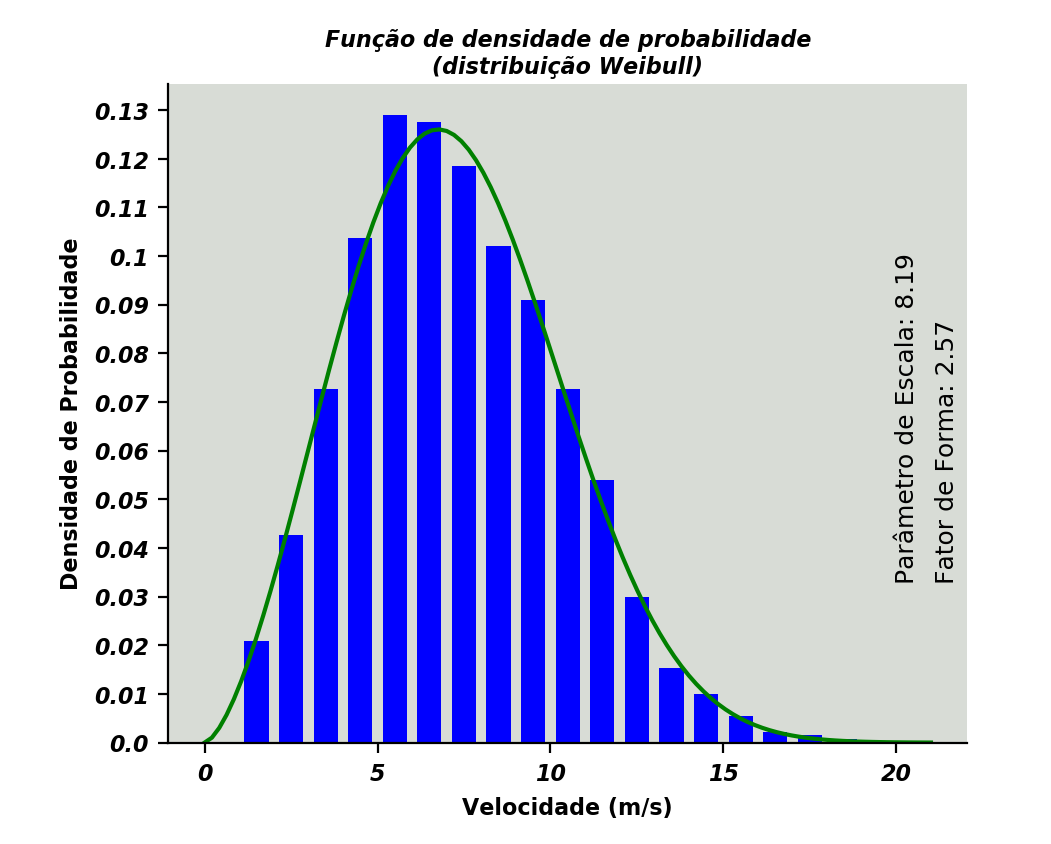 Função de densidade de probabilidade
(distribuição Weibull)
Densidade de Probabilidade
0.13
0.12
0.11
0.1
0.09
0.08
0.07
0.06
0.05
0.04
0.03
0.02
0.01
0.0
Parâmetro de Escala: 8.19
Fator de Forma: 2.57
0 5 10 15 20
Velocidade (m/s)